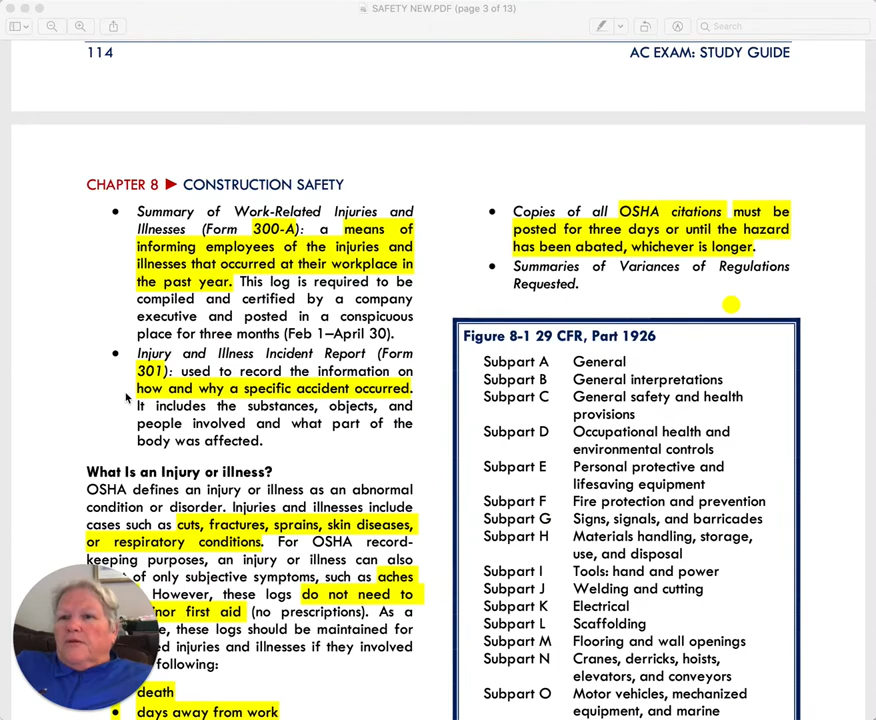 SAFETY NEW.PDF (page 3 of 13)
Search
114
AC EXAM: STUDY GUIDE
CHAPTER 8 ► CONSTRUCTION SAFETY
Summary of Work-Related Injuries and
Illnesses (Form 300-A): a means of
informing employees of the injuries and
illnesses that occurred at their workplace in
the past year. This log is required to be
compiled and certified by a company
executive and posted in a conspicuous
place for three months (Feb 1–April 30).
Injury and Illness Incident Report (Form
301): used to record the information on
how and why a specific accident occurred.
It includes the substances, objects, and
people involved and what part of the
body was affected.
What Is an Injury or illness?
OSHA defines an injury or illness as an abnormal
condition or disorder. Injuries and illnesses include
cases such as cuts, fractures, sprains, skin diseases,
or respiratory conditions. For OSHA record-
keeping purposes, an injury or illness can also
of only subjective symptoms, such as aches
However, these logs do not need to
first aid (no prescriptions). As a
these logs should be maintained for
injuries and illnesses if they involved
following:
death
days away from work
Copies of all OSHA citations must be
posted for three days or until the hazard
has been abated, whichever is longer.
Summaries of Variances of Regulations
Requested.
Figure 8-1 29 CFR, Part 1926
Subpart A General
Subpart B General interpretations
Subpart C General safety and health
provisions
Subpart D Occupational health and
environmental controls
Subpart E Personal protective and
lifesaving equipment
Subpart F Fire protection and prevention
Subpart G Signs, signals, and barricades
Subpart H Materials handling, storage,
use, and disposal
Subpart I Tools: hand and power
Subpart J Welding and cutting
Subpart K Electrical
Subpart L Scaffolding
Subpart M Flooring and wall openings
Subpart N Cranes, derricks, hoists,
elevators, and conveyors
Subpart O Motor vehicles, mechanized
equipment, and marine